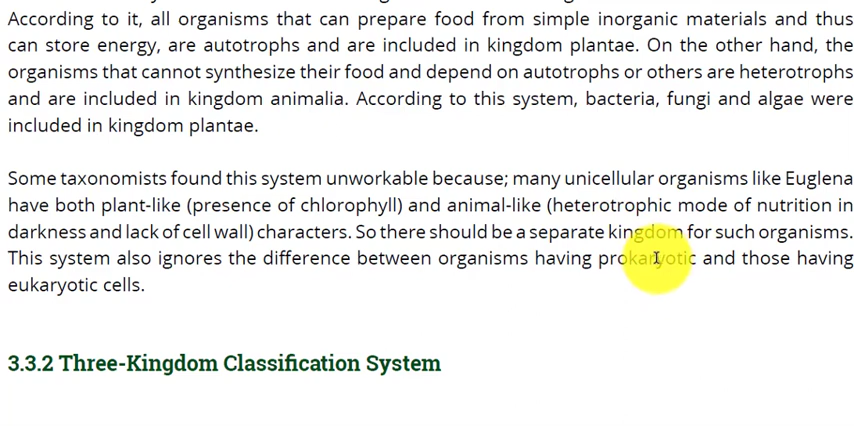 According to it, all organisms that can prepare food from simple inorganic materials and thus
can store energy, are autotrophs and are included in kingdom plantae. On the other hand, the
organisms that cannot synthesize their food and depend on autotrophs or others are heterotrophs
and are included in kingdom animalia. According to this system, bacteria, fungi and algae were
included in kingdom plantae.
Some taxonomists found this system unworkable because; many unicellular organisms like Euglena
have both plant-like (presence of chlorophyll) and animal-like (heterotrophic mode of nutrition in
darkness and lack of cell wall) characters. So there should be a separate kingdom for such organisms.
This system also ignores the difference between organisms having prokaryotic and those having
eukaryotic cells.
3.3.2 Three-Kingdom Classification System